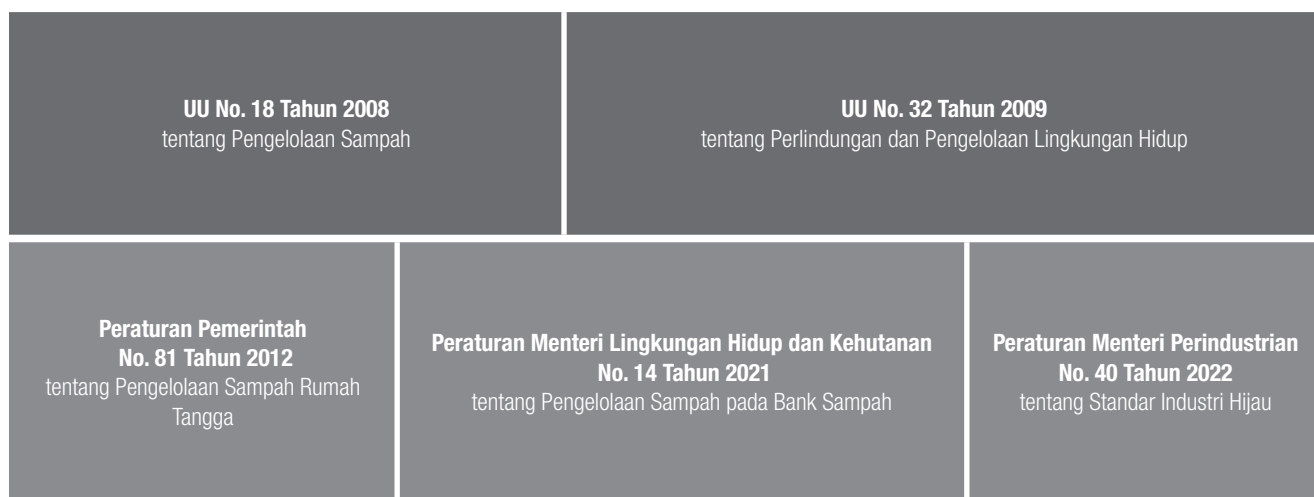 UU No. 18 Tahun 2008
tentang Pengelolaan Sampah
UU No. 32 Tahun 2009
tentang Perlindungan dan Pengelolaan Lingkungan Hidup
Peraturan Pemerintah
No. 81 Tahun 2012
tentang Pengelolaan Sampah Rumah
Tangga
Peraturan Menteri Lingkungan Hidup dan Kehutanan
No. 14 Tahun 2021
tentang Pengelolaan Sampah pada Bank Sampah
Peraturan Menteri Perindustrian
No. 40 Tahun 2022
tentang Standar Industri Hijau